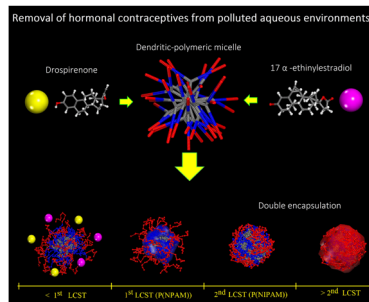 Removal of hormonal contraceptives from polluted aqueous environments
Dendritic-polymeric micelle
Drospirenone
17 α -ethinylestradiol
Double encapsulation
< 1st LCST
1st LCST (P(NIPAM))
2nd LCST (P(NIPAM))
> 2nd LCST